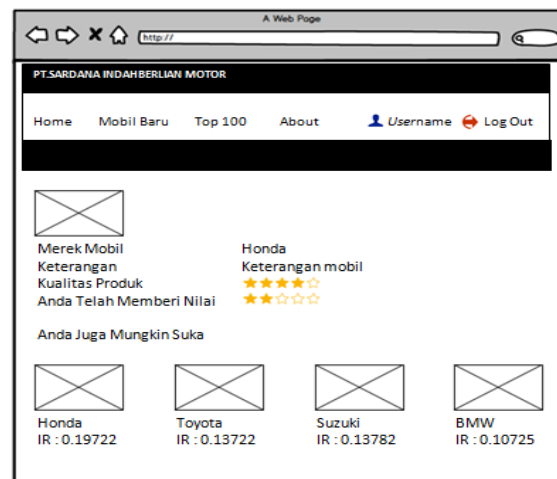 A Web Page
http://
PT.SARDANA INDAHBERLIAN MOTOR
Home Mobil Baru Top 100 About Username Log Out
Merek Mobil Honda
Keterangan Keterangan mobil
Kualitas Produk
Anda Telah Memberi Nilai
Anda Juga Mungkin Suka
Honda Toyota Suzuki BMW
IR : 0.19722 IR : 0.13722 IR : 0.13782 IR : 0.10725